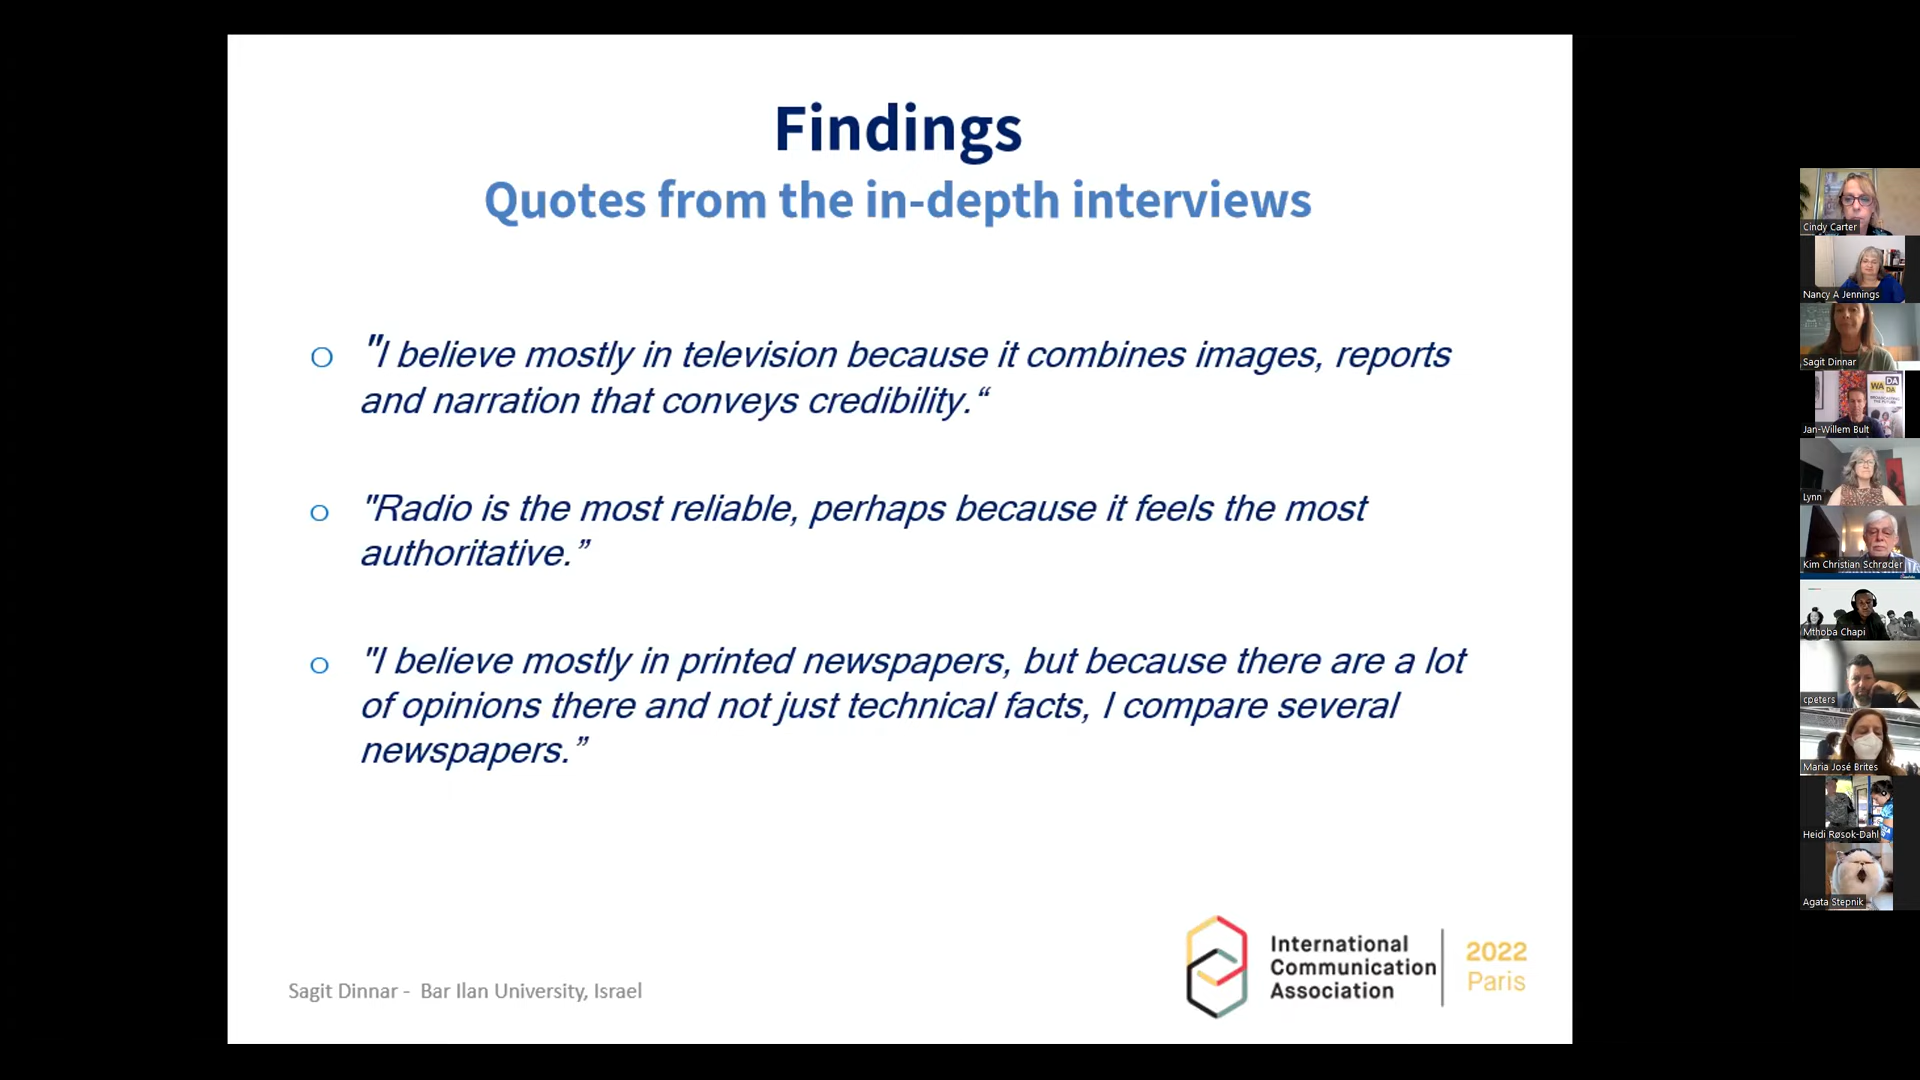 Findings
Quotes from the in-depth interviews
"I believe mostly in television because it combines images, reports
and narration that conveys credibility.“
"Radio is the most reliable, perhaps because it feels the most
authoritative.”
"I believe mostly in printed newspapers, but because there are a lot
of opinions there and not just technical facts, I compare several
newspapers.”
Sagit Dinnar - Bar Ilan University, Israel
International
Communication
Association
2022
Paris
Cindy Carter
Nancy A Jennings
Sagit Dinnar
WA
DA
DA
Jan-Willem Bult
Lynn
Kim Christian Schrøder
Mthoba Chapi
cpeters
Maria José Brites
Heidi Røsok-Dahl
Agata Stepnik